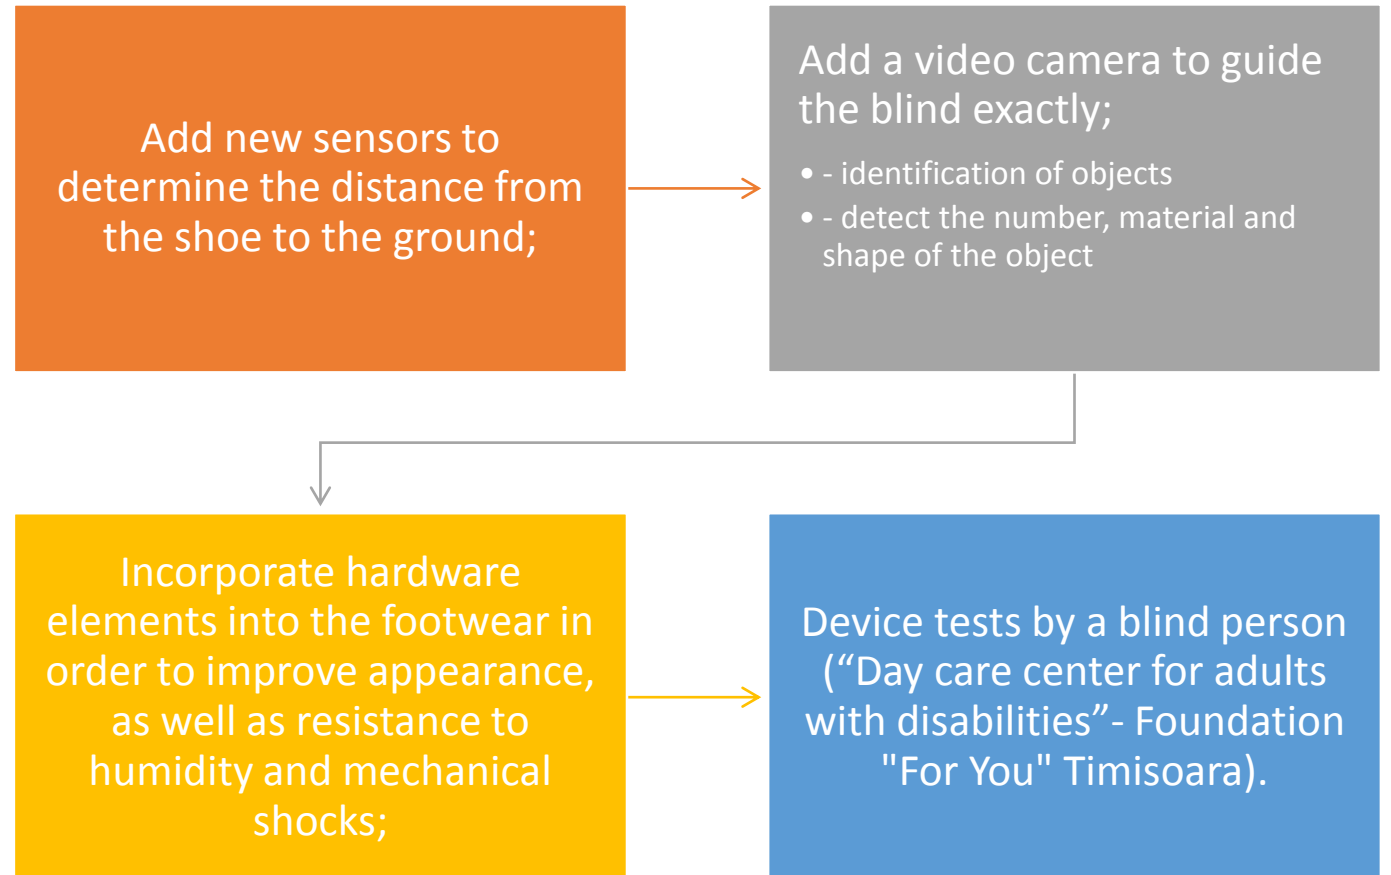 Add new sensors to
determine the distance from
the shoe to the ground;
Add a video camera to guide
the blind exactly;
• - identification of objects
• - detect the number, material and
shape of the object
Incorporate hardware
elements into the footwear in
order to improve appearance,
as well as resistance to
humidity and mechanical
shocks;
Device tests by a blind person
(“Day care center for adults
with disabilities”- Foundation
"For You" Timisoara).